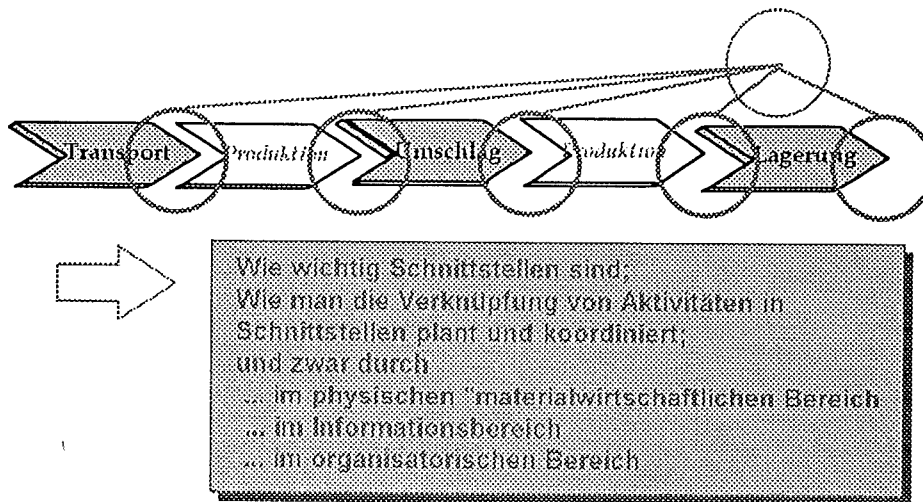 Transport Produktion Umschlag Produktion Lagerung
Wie wichtig Schnittstellen sind;
Wie man die Verknüpfung von Aktivitäten in
Schnittstellen plant und koordiniert;
und zwar durch
... im physischen "materialwirtschaftlichen Bereich
... im Informationsbereich
... im organisatorischen Bereich